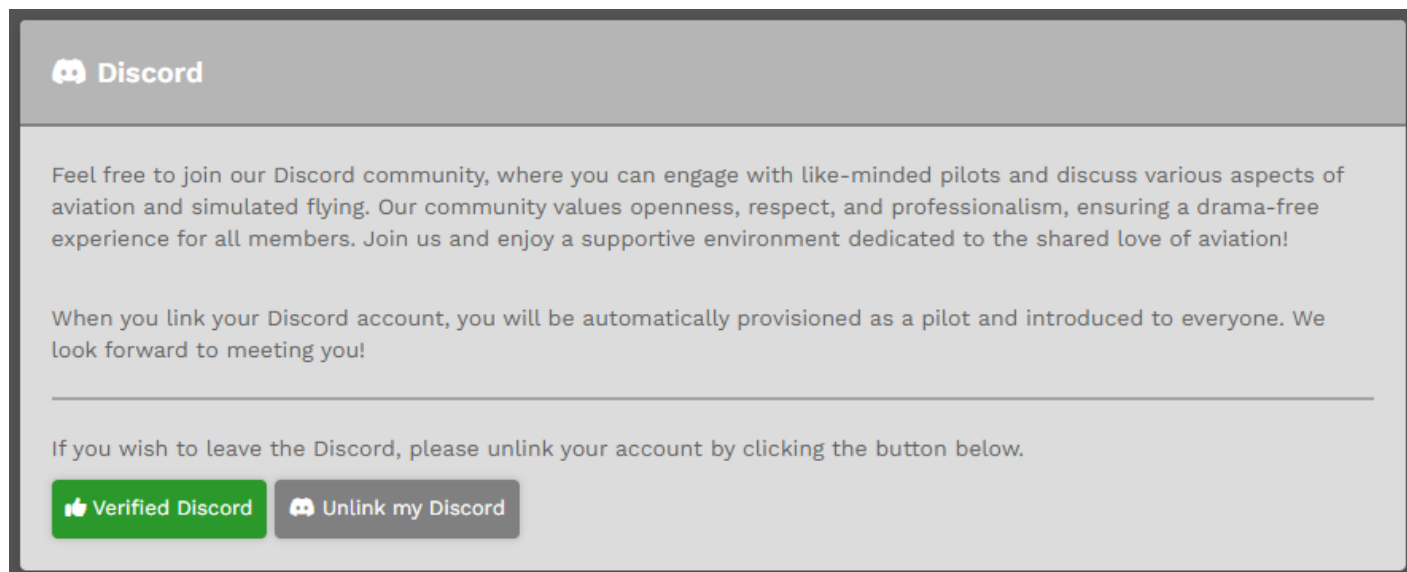 Discord
Feel free to join our Discord community, where you can engage with like-minded pilots and discuss various aspects of
aviation and simulated flying. Our community values openness, respect, and professionalism, ensuring a drama-free
experience for all members. Join us and enjoy a supportive environment dedicated to the shared love of aviation!
When you link your Discord account, you will be automatically provisioned as a pilot and introduced to everyone. We
look forward to meeting you!
If you wish to leave the Discord, please unlink your account by clicking the button below.
Verified Discord
Unlink my Discord